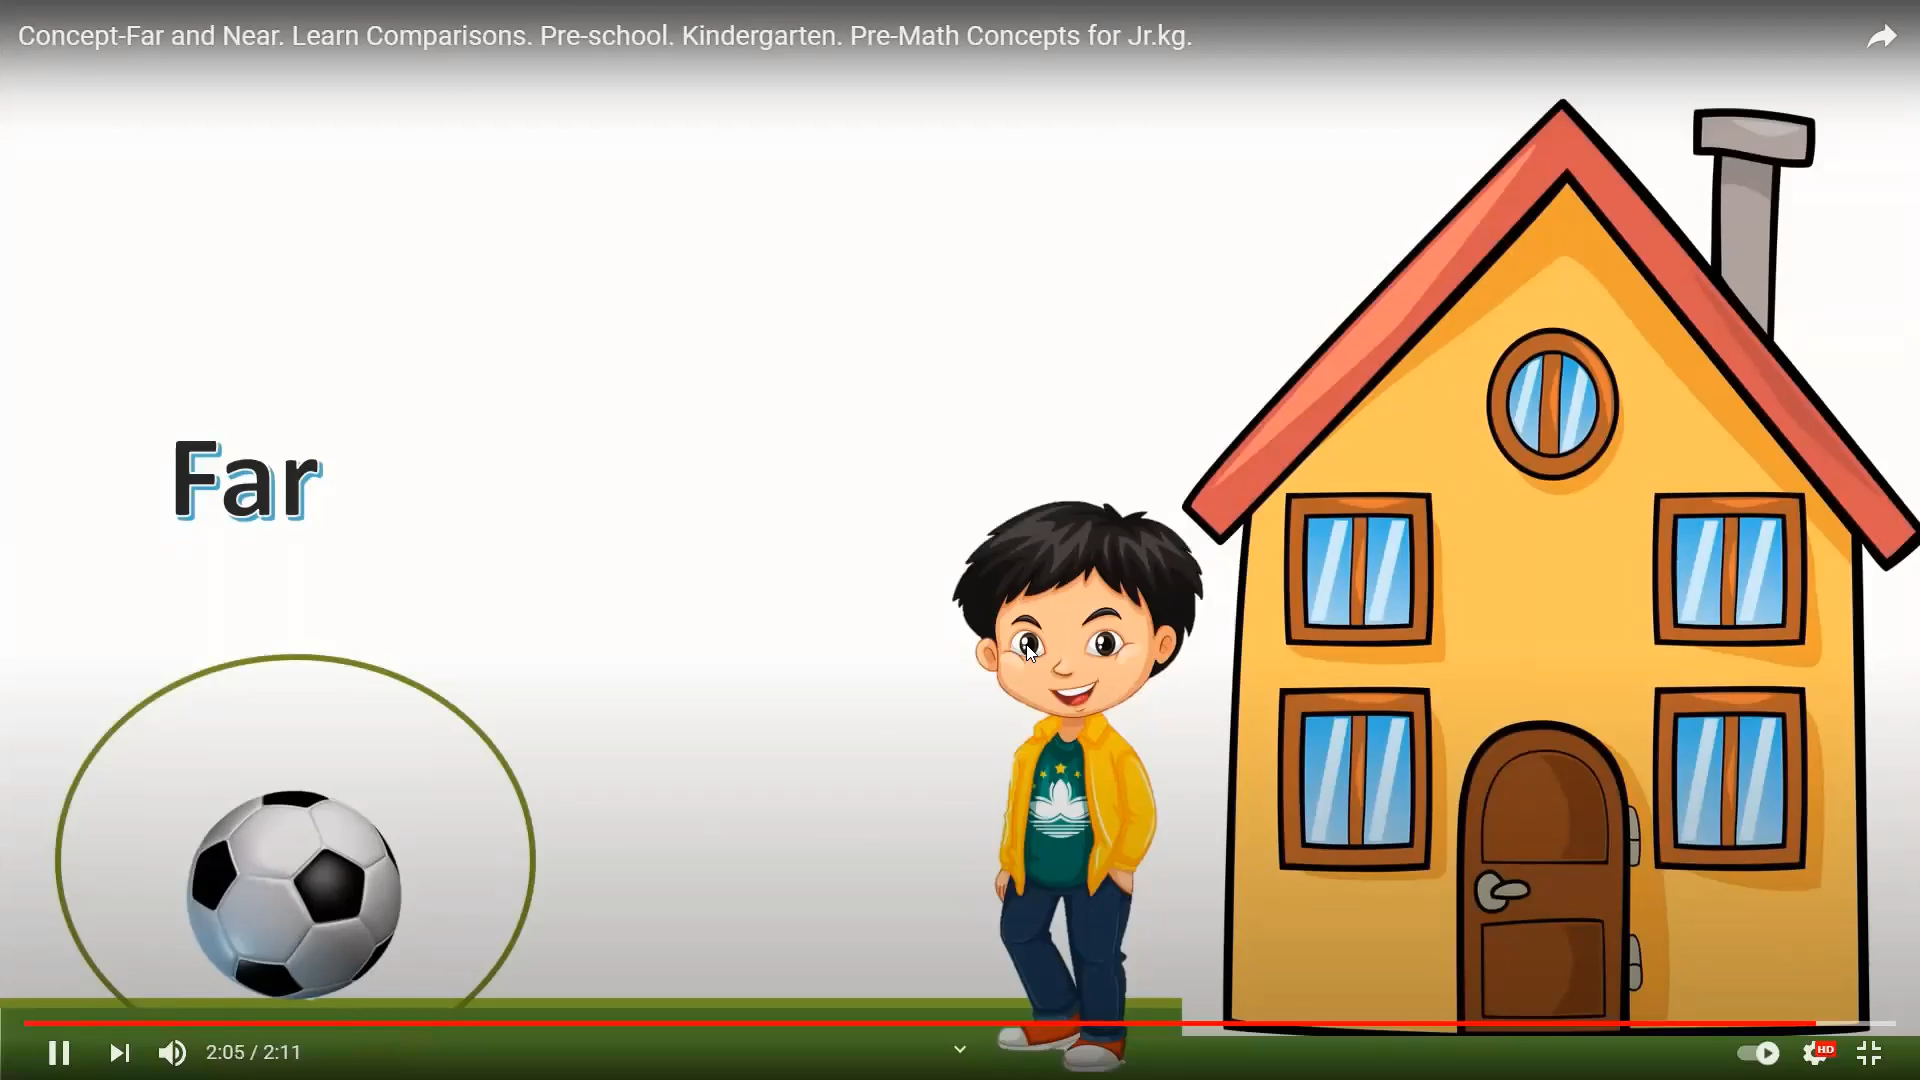 Concept-Far and Near. Learn Comparisons. Pre-school. Kindergarten. Pre-Math Concepts for Jr.kg.
Far
2:05 / 2:11
HD